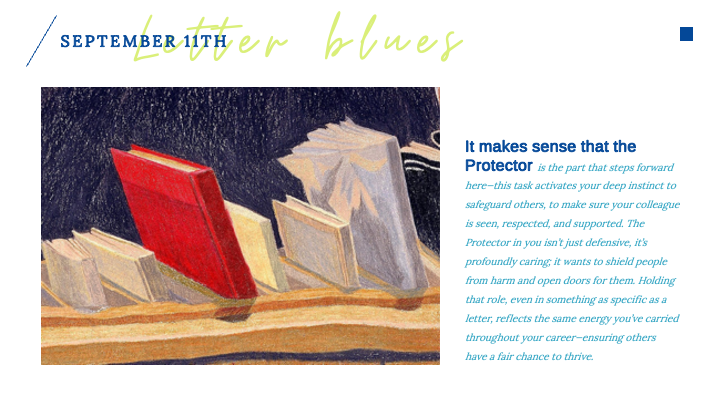 Letter blues
SEPTEMBER 11TH
It makes sense that the
Protector is the part that steps forward
here—this task activates your deep instinct to
safeguard others, to make sure your colleague
is seen, respected, and supported. The
Protector in you isn't just defensive, it's
profoundly caring; it wants to shield people
from harm and open doors for them. Holding
that role, even in something as specific as a
letter, reflects the same energy you've carried
throughout your career—ensuring others
have a fair chance to thrive.